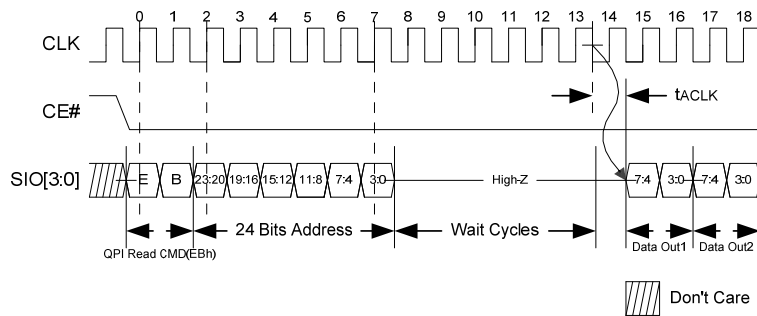 0 1 2 3 4 5 6 7 8 9 10 11 12 13 14 15 16 17 18
CLK
tACLK
CE#
SIO[3:0]
E B 23:20 19:16 15:12 11:8 7:4 3:0 High-Z 7:4 3:0 7:4 3:0
24 Bits Address Wait Cycles
QPI Read CMD(EBh) Data Out1 Data Out2
Don't Care